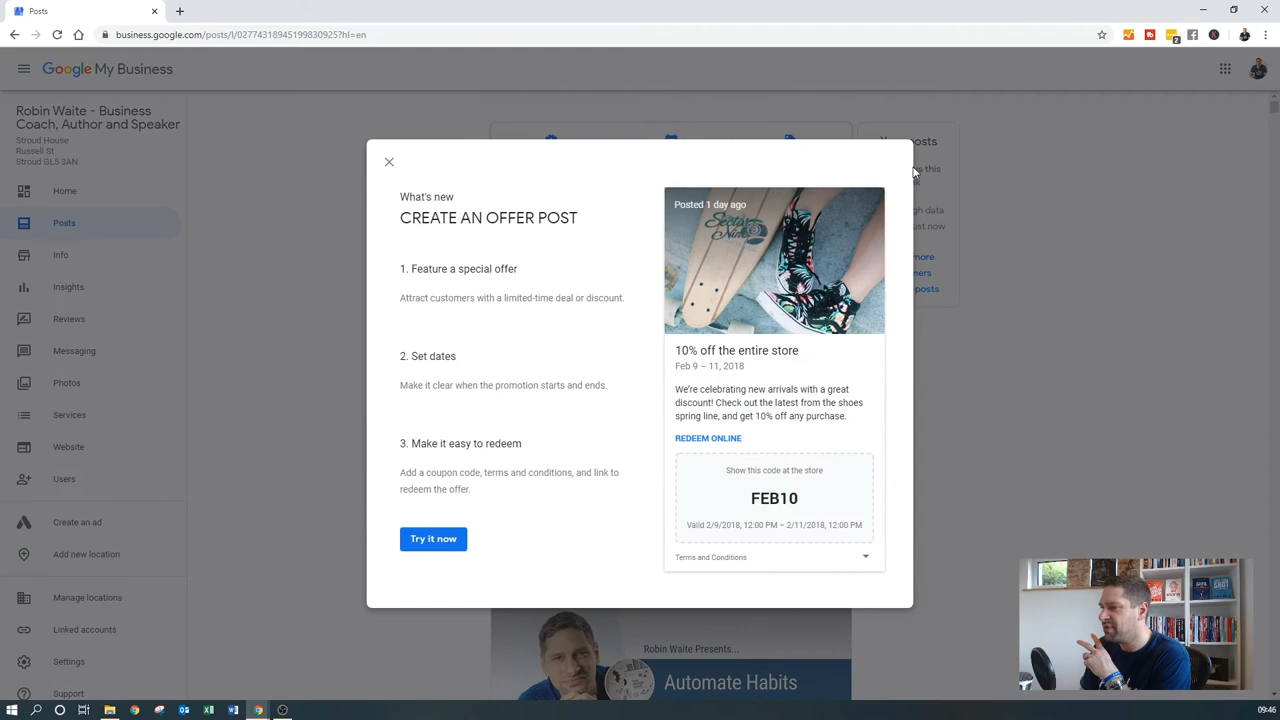 Posts
business.google.com/posts/l/02774318945199830925?hl=en
2
Google My Business
Robin Waite - Business
Coach, Author and Speaker
Stroud House
Russell St
Stroud GL5 3AN
Home
Posts
Info
Insights
Reviews
Messaging
Photos
Services
Website
Users
Create an ad
Add new location
Manage locations
Linked accounts
Settings
Support
What's new
CREATE AN OFFER POST
1. Feature a special offer
Attract customers with a limited-time deal or discount.
2. Set dates
Make it clear when the promotion starts and ends.
3. Make it easy to redeem
Add a coupon code, terms and conditions, and link to
redeem the offer.
Try it now
Posted 1 day ago
10% off the entire store
Feb 9 – 11, 2018
We're celebrating new arrivals with a great
discount! Check out the latest from the shoes
spring line, and get 10% off any purchase.
REDEEM ONLINE
Show this code at the store
FEB10
Valid 2/9/2018, 12:00 PM – 2/11/2018, 12:00 PM
Terms and Conditions
posts
this
data
just now
more
posts
Robin Waite Presents...
Automate Habits
09:46